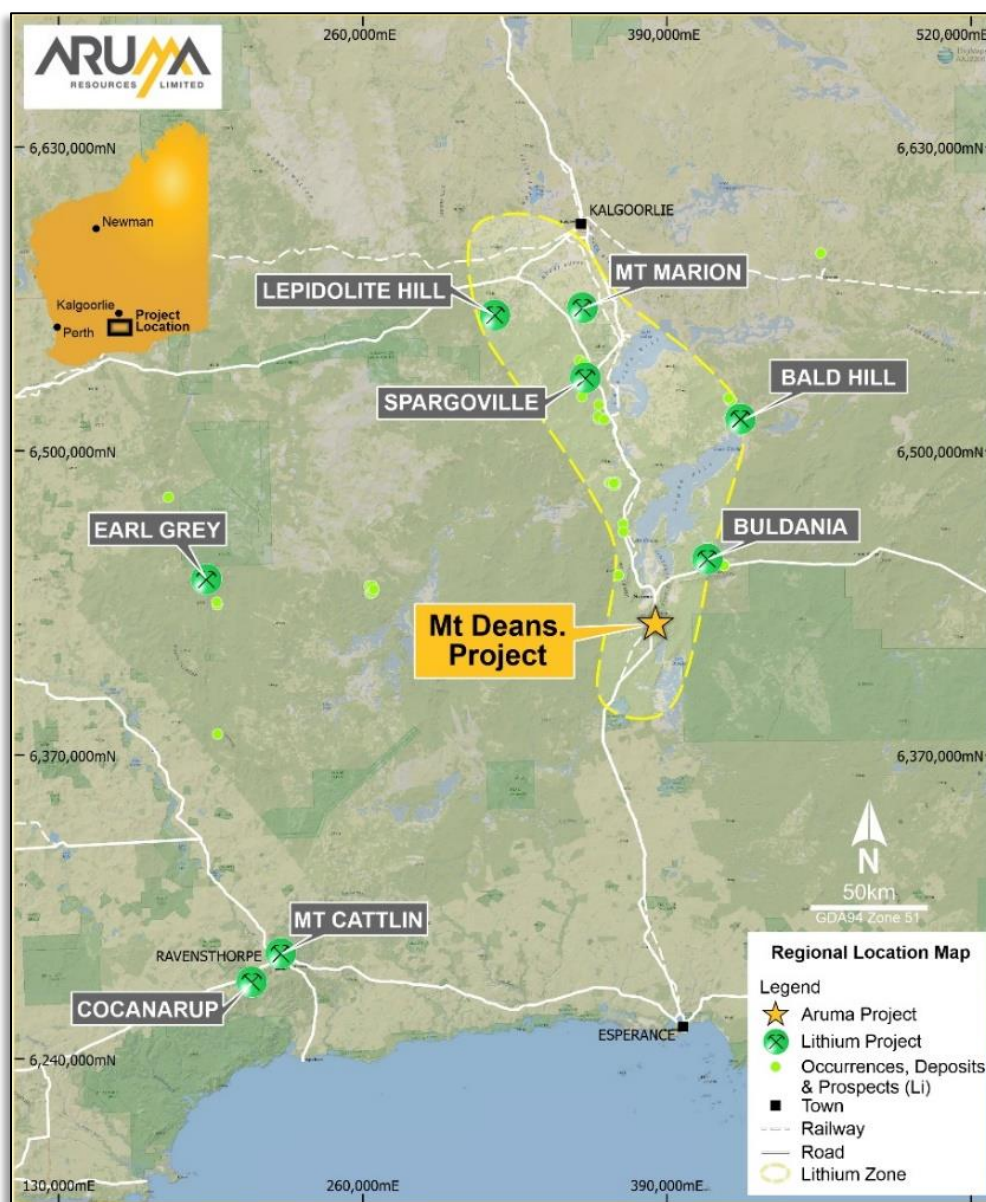 ARUMA
RESOURCES LIMITED
260,000mE
390,000mE
520,000mE
6,630,000mN
6,630,000mN
Newman
Kalgoorlie
Project
Location
Perth
KALGOORLIE
LEPIDOLITE HILL
MT MARION
SPARGOVILLE
BALD HILL
6,500,000mN
6,500,000mN
EARL GREY
BULDANIA
Mt Deans.
Project
6,370,000mN
6,370,000mN
N
50km
GDA94 Zone 51
MT CATTLIN
RAVENSTHORPE
COCANARUP
ESPERANCE
6,240,000mN
Regional Location Map
Legend
Aruma Project
Lithium Project
Occurrences, Deposits
& Prospects (Li)
Town
Railway
Road
Lithium Zone
130,000mE
260,000mE
390,000mE